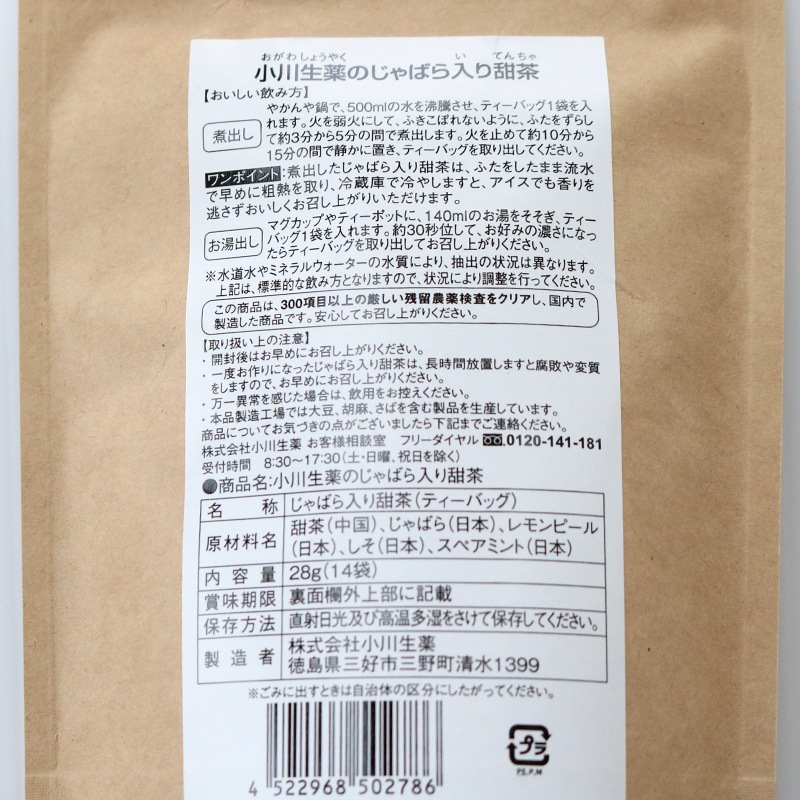 おがわしょうやく い てんちゃ
小川生薬のじゃばら入り甜茶
【おいしい飲み方】
煮出し
やかんや鍋で、500mlの水を沸騰させ、ティーバッグ1袋を入
れます。火を弱火にして、ふきこぼれないように、ふたをずらし
て約3分から5分の間で煮出します。火を止めて約10分から
15分の間で静かに置き、ティーバッグを取り出してください。
ワンポイント:煮出したじゃばら入り甜茶は、ふたをしたまま流水
で早めに粗熱を取り、冷蔵庫で冷やしますと、アイスでも香りを
逃さずおいしくお召し上がりいただけます。
お湯出し
マグカップやティーポットに、140mlのお湯をそそぎ、ティー
バッグ1袋を入れます。約30秒位して、お好みの濃さになっ
たらティーバッグを取り出してお召し上がりください。
※水道水やミネラルウォーターの水質により、抽出の状況は異なります。
上記は、標準的な飲み方となりますので、状況により調整を行ってください。
この商品は、300項目以上の厳しい残留農薬検査をクリアし、国内で
製造した商品です。安心してお召し上がりください。
【取り扱い上の注意】
・開封後はお早めにお召し上がりください。
・一度お作りになったじゃばら入り甜茶は、長時間放置しますと腐敗や変質
をしますので、お早めにお召し上がりください。
・万一異常を感じた場合は、飲用をお控えください。
・本品製造工場では大豆、胡麻、さばを含む製品を生産しています。
商品についてお気づきの点がございましたら下記までご連絡ください。
株式会社小川生薬 お客様相談室 フリーダイヤル 0120-141-181
受付時間 8:30〜17:30(土・日曜、祝日を除く)
●商品名:小川生薬のじゃばら入り甜茶
名称 じゃばら入り甜茶(ティーバッグ)
原材料名 甜茶(中国)、じゃばら(日本)、レモンピール
(日本)、しそ(日本)、スペアミント(日本)
内容量 28g(14袋)
賞味期限 裏面欄外上部に記載
保存方法 直射日光及び高温多湿をさけて保存してください。
製造者 株式会社小川生薬
徳島県三好市三野町清水1399
※ごみに出すときは自治体の区分にしたがってください。
プラ
PE,P,M
4 522968 502786